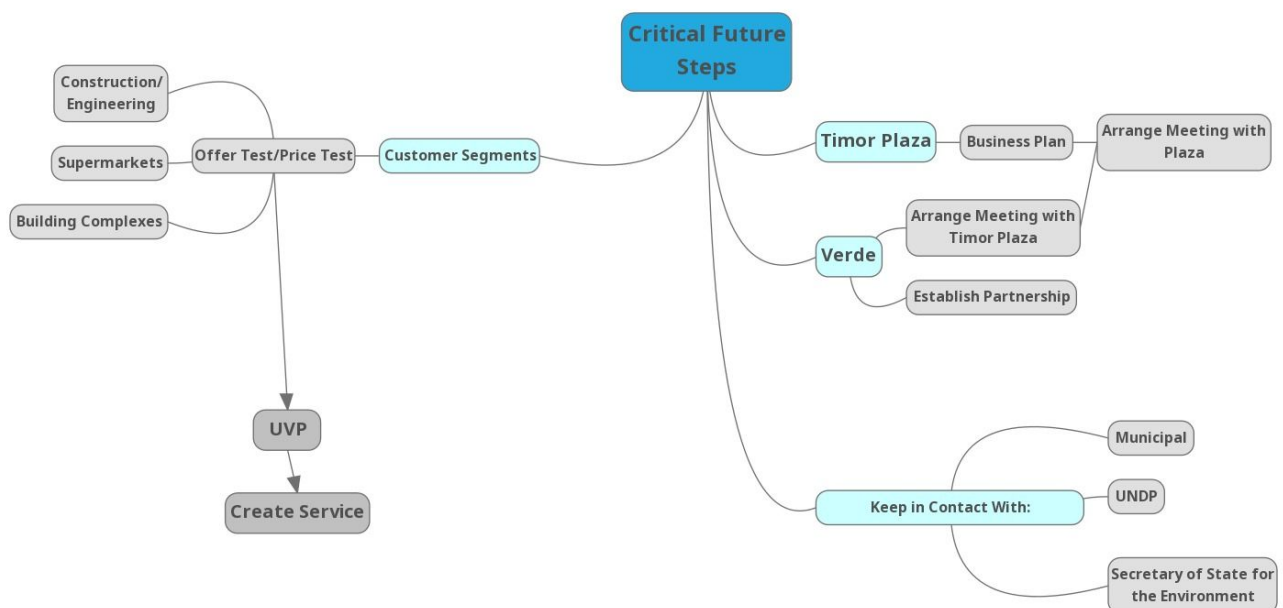 Critical Future
Steps
Construction/
Engineering
Supermarkets
Building Complexes
Offer Test/Price Test
Customer Segments
UVP
Create Service
Timor Plaza
Business Plan
Arrange Meeting with
Plaza
Verde
Arrange Meeting with
Timor Plaza
Establish Partnership
Keep in Contact With:
Municipal
UNDP
Secretary of State for
the Environment